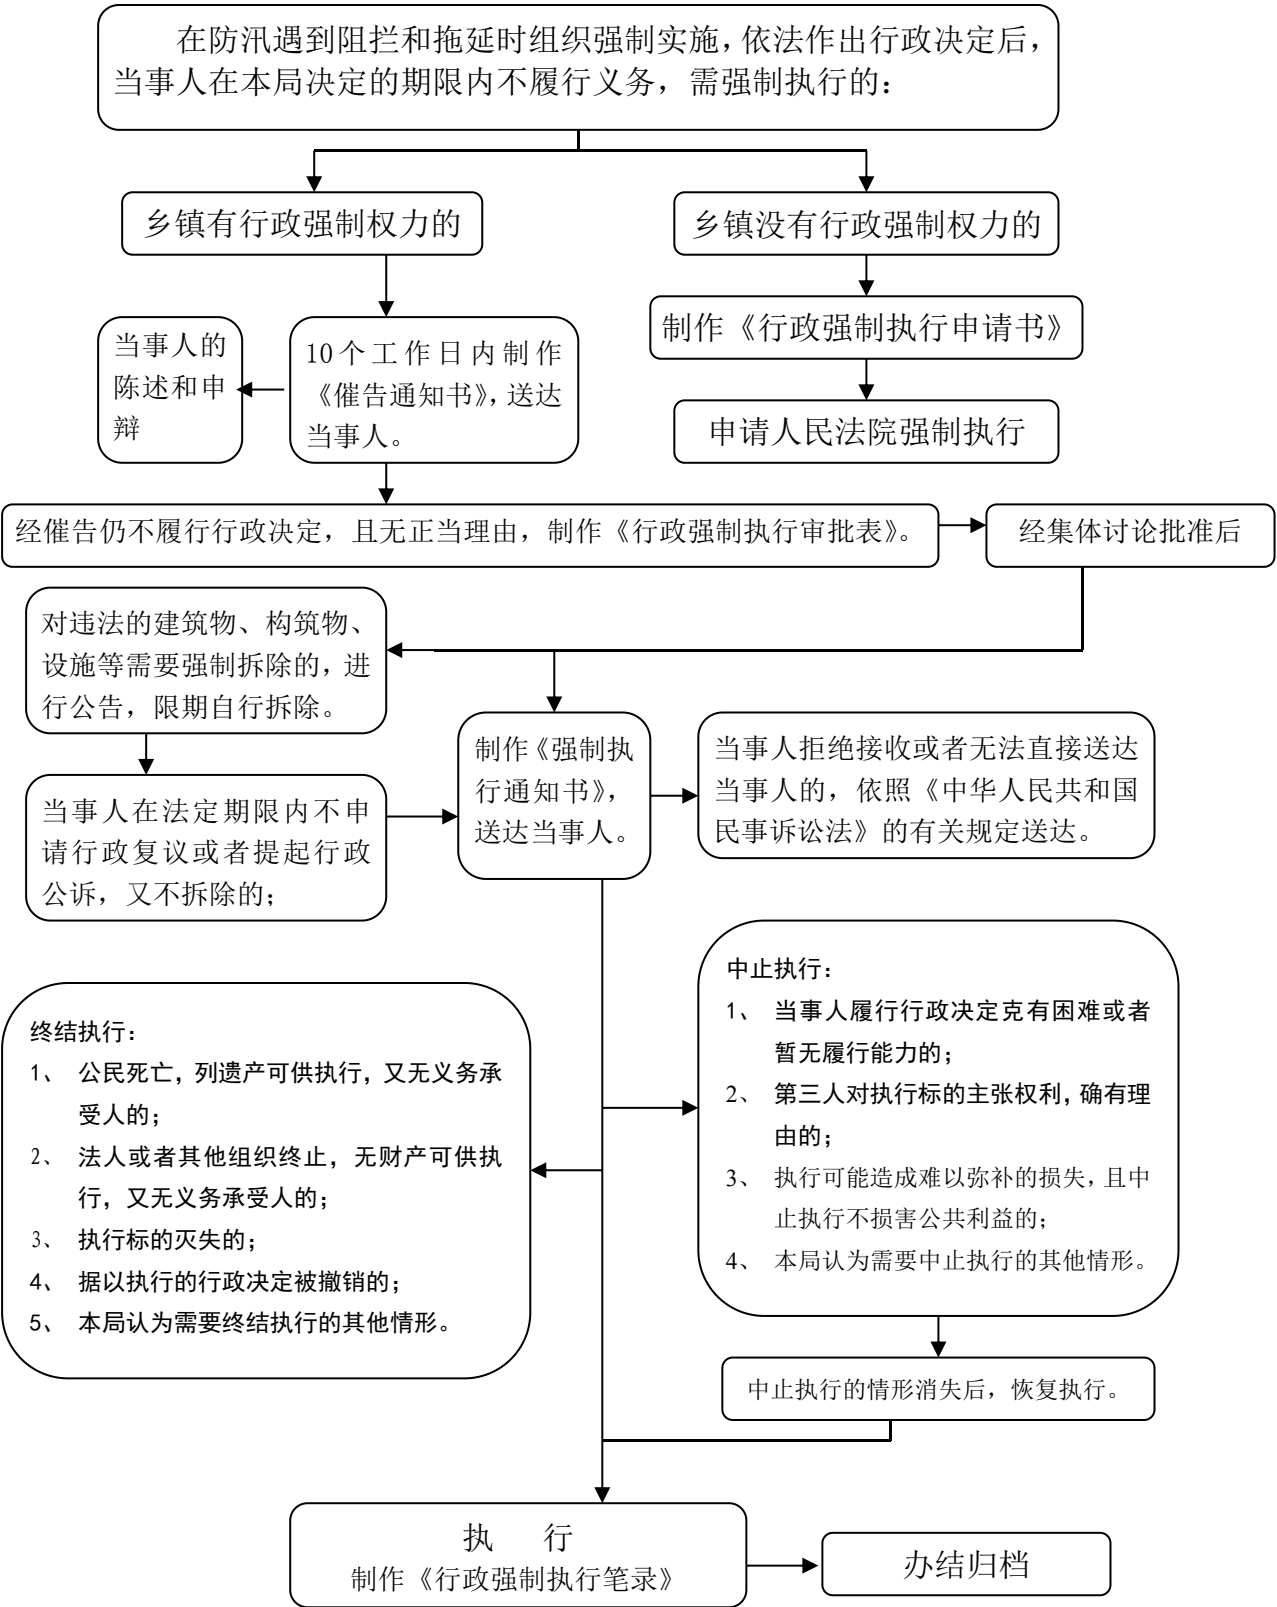 在防汛遇到阻拦和拖延时组织强制实施，依法作出行政决定后，
当事人在本局决定的期限内不履行义务，需强制执行的：
乡镇有行政强制权力的
乡镇没有行政强制权力的
制作《行政强制执行申请书》
申请人民法院强制执行
当事人的
陈述和申
辩
10个工作日内制作
《催告通知书》，送达
当事人。
经催告仍不履行行政决定，且无正当理由，制作《行政强制执行审批表》。
经集体讨论批准后
对违法的建筑物、构筑物、
设施等需要强制拆除的，进
行公告，限期自行拆除。
当事人在法定期限内不申
请行政复议或者提起行政
公诉，又不拆除的；
制作《强制执
行通知书》，
送达当事人。
当事人拒绝接收或者无法直接送达
当事人的，依照《中华人民共和国
民事诉讼法》的有关规定送达。
终结执行：
1、 公民死亡，列遗产可供执行，又无义务承
受人的；
2、 法人或者其他组织终止，无财产可供执
行，又无义务承受人的；
3、 执行标的灭失的；
4、 据以执行的行政决定被撤销的；
5、 本局认为需要终结执行的其他情形。
中止执行：
1、 当事人履行行政决定克有困难或者
暂无履行能力的；
2、 第三人对执行标的主张权利，确有理
由的；
3、 执行可能造成难以弥补的损失，且中
止执行不损害公共利益的；
4、 本局认为需要中止执行的其他情形。
中止执行的情形消失后，恢复执行。
执 行
制作《行政强制执行笔录》
办结归档